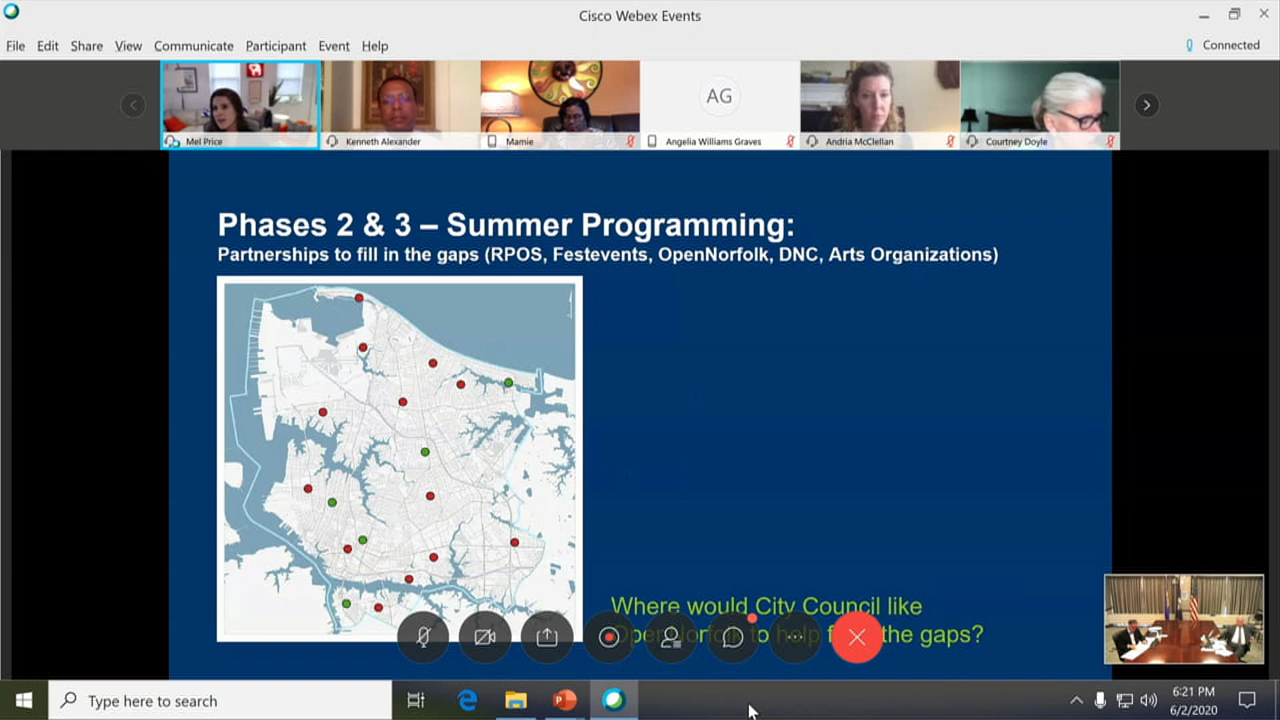 Cisco Webex Events
File Edit Share View Communicate Participant Event Help
Connected
AG
Mel Price
Kenneth Alexander
Mamie
Angelia Williams Graves
Andria McClellan
Courtney Doyle
Phases 2 & 3 – Summer Programming:
Partnerships to fill in the gaps (RPOS, Festevents, OpenNorfolk, DNC, Arts Organizations)
Where would City Council like
OpenNorfolk to help the gaps?
Type here to search
6:21 PM
6/2/2020